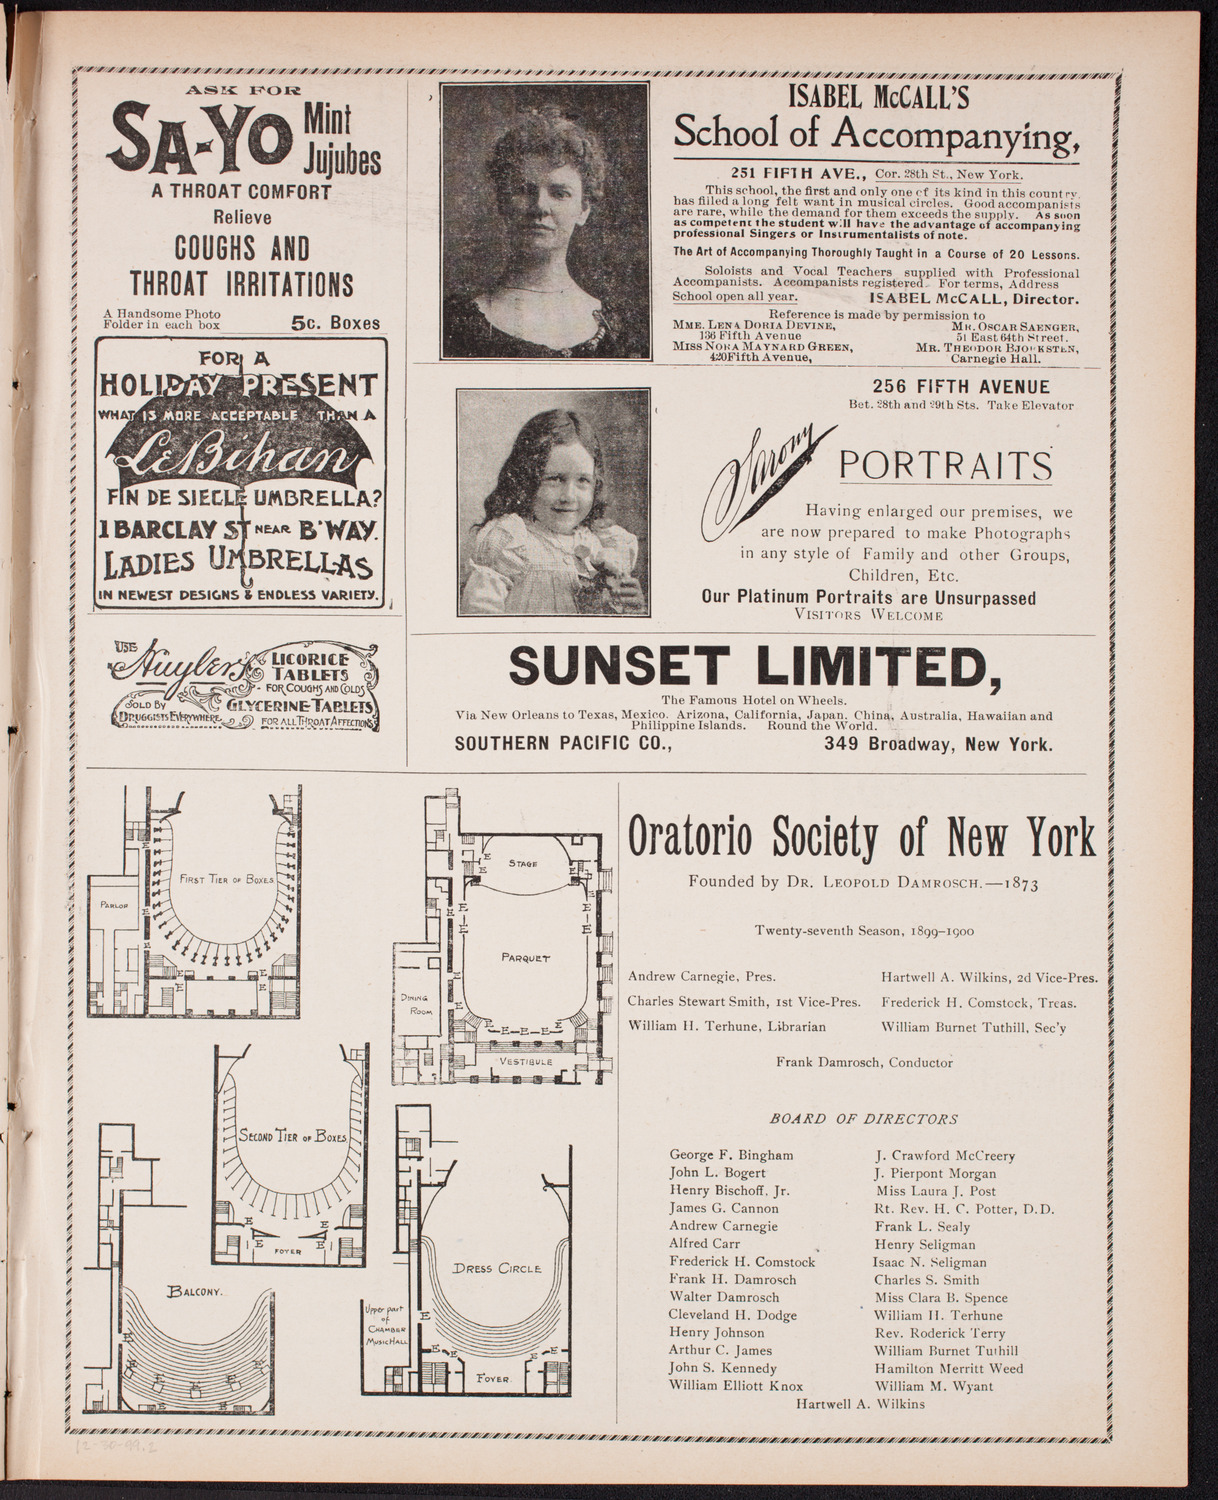 ASK FOR
SA-YO Mint Jujubes
A THROAT COMFORT
Relieve
COUGHS AND
THROAT IRRITATIONS
A Handsome Photo
Folder in each box
5c. Boxes
FOR A
HOLIDAY PRESENT
WHAT IS MORE ACCEPTABLE THAN A
LeBihan
FIN DE SIECLE UMBRELLA?
1 BARCLAY ST NEAR B'WAY.
LADIES UMBRELLAS
IN NEWEST DESIGNS & ENDLESS VARIETY.
USE
Huyler's
LICORICE
TABLETS
FOR COUGHS AND COLDS
SOLD BY
DRUGGISTS EVERYWHERE
GLYCERINE TABLETS
FOR ALL THROAT AFFECTIONS
ISABEL McCALL'S
School of Accompanying,
251 FIFTH AVE., Cor. 28th St., New York.
This school, the first and only one of its kind in this country,
has filled a long felt want in musical circles. Good accompanists
are rare, while the demand for them exceeds the supply. As soon
as competent the student will have the advantage of accompanying
professional Singers or Instrumentalists of note.
The Art of Accompanying Thoroughly Taught in a Course of 20 Lessons.
Soloists and Vocal Teachers supplied with Professional
Accompanists. Accompanists registered. For terms, Address
School open all year. ISABEL McCALL, Director.
Reference is made by permission to
MME. LENA DORIA DEVINE,
136 Fifth Avenue
MISS NORA MAYNARD GREEN,
420 Fifth Avenue,
MR. OSCAR SAENGER,
51 East 64th Street.
MR. THEODOR BJORKSTEN,
Carnegie Hall.
256 FIFTH AVENUE
Bet. 28th and 29th Sts. Take Elevator
Sarony
PORTRAITS
Having enlarged our premises, we
are now prepared to make Photographs
in any style of Family and other Groups,
Children, Etc.
Our Platinum Portraits are Unsurpassed
VISITORS WELCOME
SUNSET LIMITED,
The Famous Hotel on Wheels.
Via New Orleans to Texas, Mexico. Arizona, California, Japan. China, Australia, Hawaiian and
Philippine Islands. Round the World.
SOUTHERN PACIFIC CO., 349 Broadway, New York.
FIRST TIER OF BOXES.
PARLOR
STAGE
PARQUET
DINING
ROOM
VESTIBULE
SECOND TIER OF BOXES.
FOYER
BALCONY.
DRESS CIRCLE
Upper part
of
CHAMBER
MUSIC HALL
FOYER.
Oratorio Society of New York
Founded by DR. LEOPOLD DAMROSCH.—1873
Twenty-seventh Season, 1899–1900
Andrew Carnegie, Pres.
Hartwell A. Wilkins, 2d Vice-Pres.
Charles Stewart Smith, 1st Vice-Pres.
Frederick H. Comstock, Treas.
William H. Terhune, Librarian
William Burnet Tuthill, Sec'y
Frank Damrosch, Conductor
BOARD OF DIRECTORS
George F. Bingham
John L. Bogert
Henry Bischoff, Jr.
James G. Cannon
Andrew Carnegie
Alfred Carr
Frederick H. Comstock
Frank H. Damrosch
Walter Damrosch
Cleveland H. Dodge
Henry Johnson
Arthur C. James
John S. Kennedy
William Elliott Knox
J. Crawford McCreery
J. Pierpont Morgan
Miss Laura J. Post
Rt. Rev. H. C. Potter, D.D.
Frank L. Sealy
Henry Seligman
Isaac N. Seligman
Charles S. Smith
Miss Clara B. Spence
William H. Terhune
Rev. Roderick Terry
William Burnet Tuthill
Hamilton Merritt Weed
William M. Wyant
Hartwell A. Wilkins
12-30-99.2